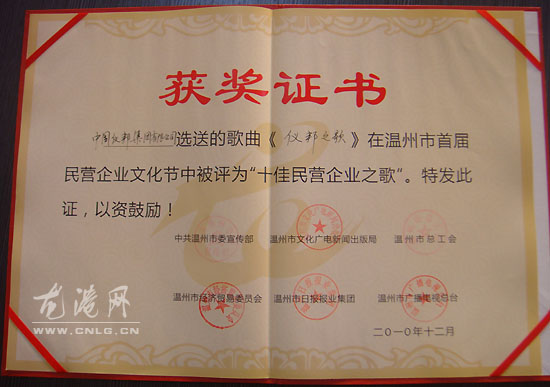 获奖证书
中国仪邦集团有限公司选送的歌曲《仪邦之歌》在温州市首届
民营企业文化节中被评为“十佳民营企业之歌”。特发此
证，以资鼓励！
中共温州市委宣传部 温州市文化广电新闻出版局 温州市总工会
温州市经济贸易委员会 温州市日报报业集团 温州市广播电视总台
二〇一〇年十二月
龙港网
WWW.CNLG.CN